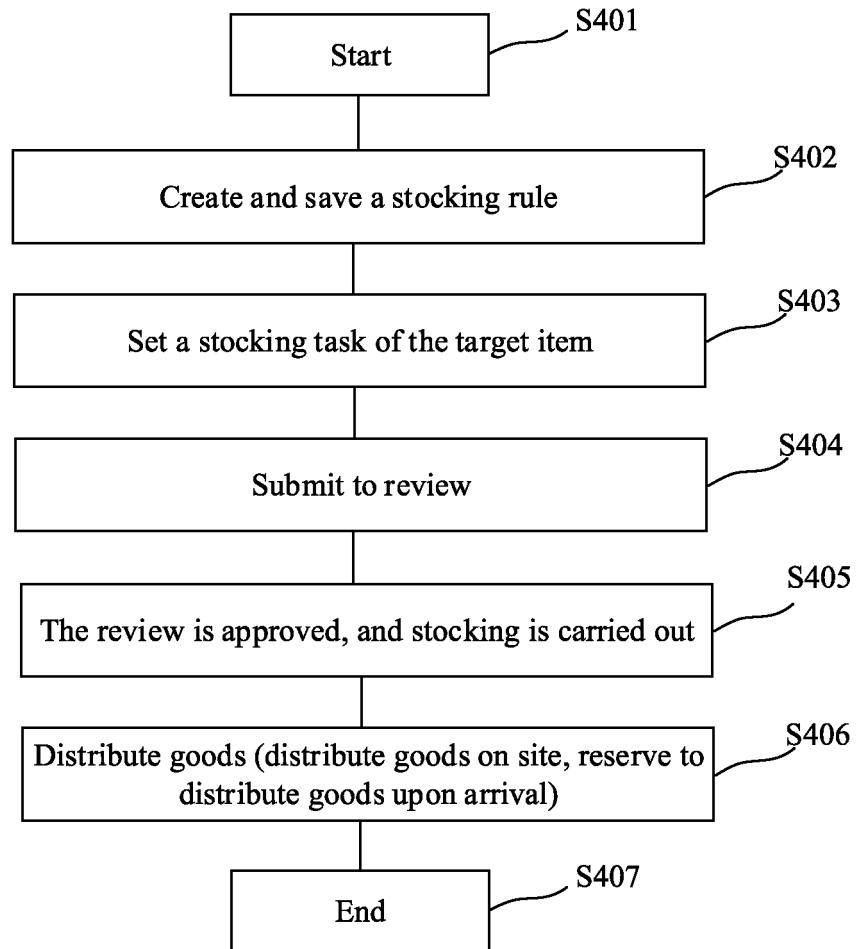 S401
Start
S402
Create and save a stocking rule
S403
Set a stocking task of the target item
S404
Submit to review
S405
The review is approved, and stocking is carried out
S406
Distribute goods (distribute goods on site, reserve to
distribute goods upon arrival)
S407
End